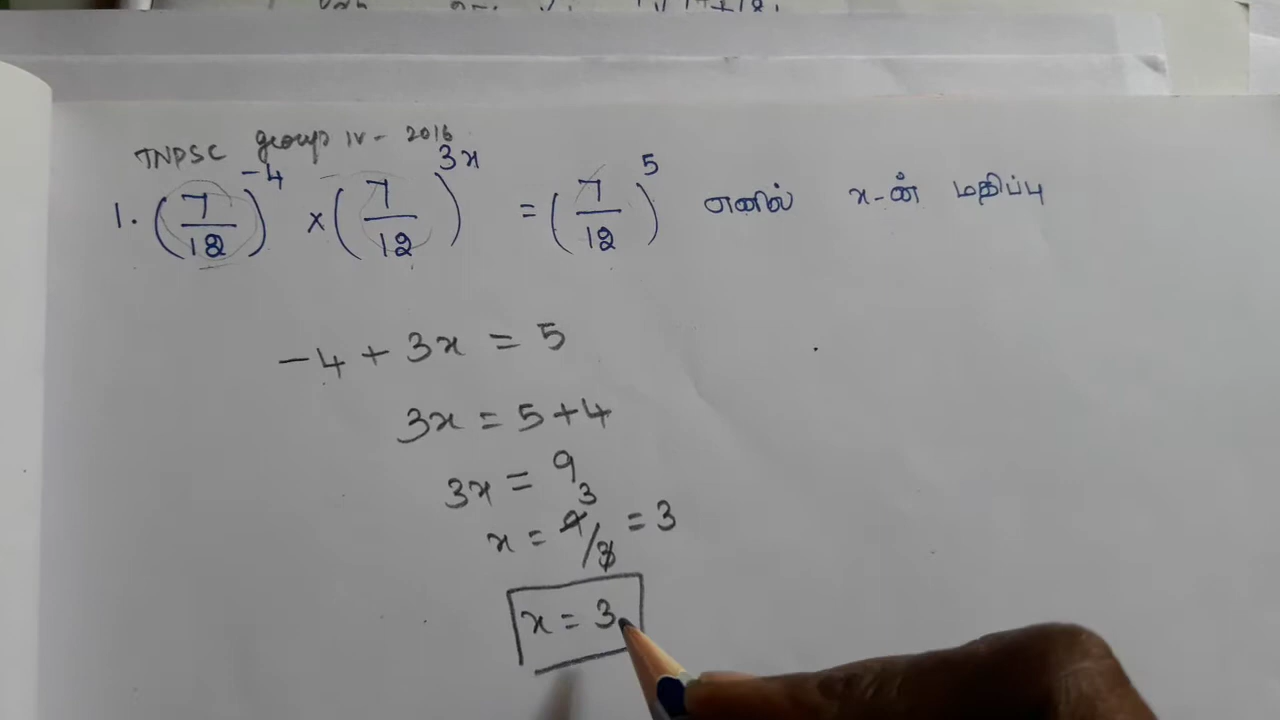 TNPSC group IV - 2016
1. (7/12)^-4 × (7/12)^3x = (7/12)^5 எனில் x-ன் மதிப்பு
-4 + 3x = 5
3x = 5+4
3x = 9
x = 9/3 3 = 3
x = 3